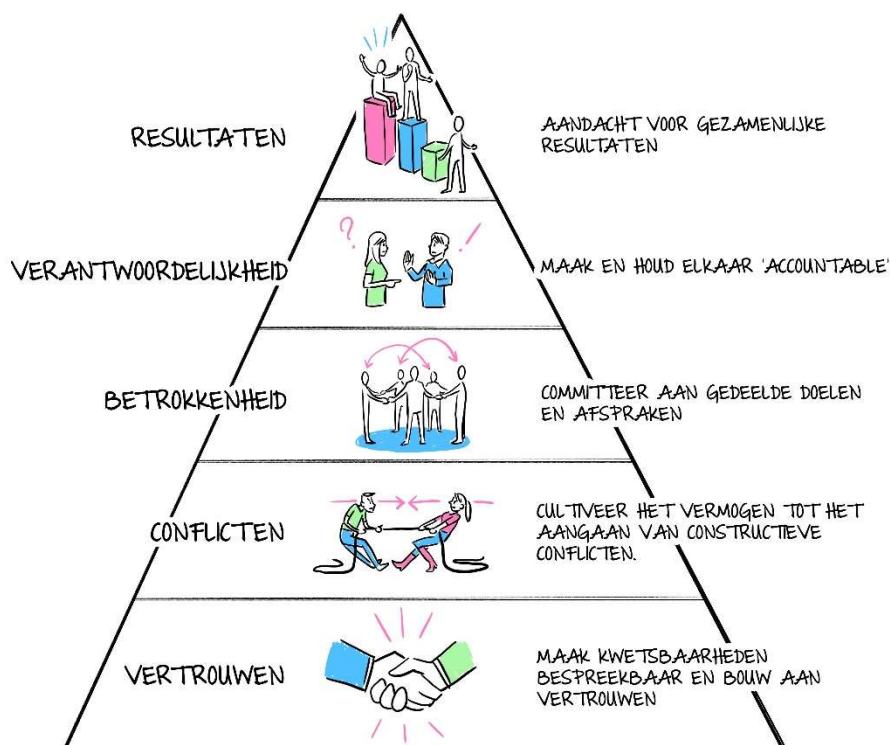 RESULTATEN
AANDACHT VOOR GEZAMENLIJKE
RESULTATEN
?
!
VERANTWOORDELIJKHEID
MAAK EN HOUD ELKAAR 'ACCOUNTABLE'
BETROKKENHEID
COMMITTEER AAN GEDEELDE DOELEN
EN AFSPRAKEN
CONFLICTEN
CULTIVEER HET VERMOGEN TOT HET
AANGAAN VAN CONSTRUCTIEVE
CONFLICTEN.
VERTROUWEN
MAAK KWETSBAARHEDEN
BESPREEKBAAR EN BOUW AAN
VERTROUWEN